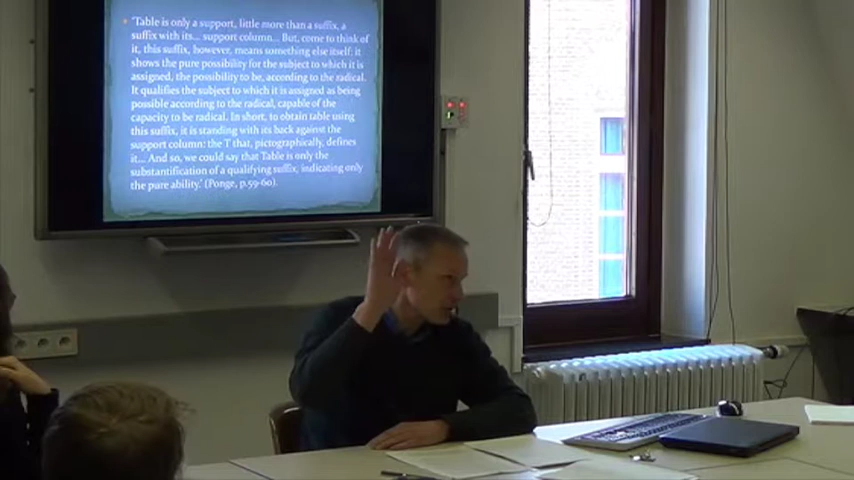 • 'Table is only a support, little more than a suffix, a
suffix with its... support column... But, come to think of
it, this suffix, however, means something else itself: it
shows the pure possibility for the subject to which it is
assigned, the possibility to be, according to the radical.
It qualifies the subject to which it is assigned as being
possible according to the radical, capable of the
capacity to be radical. In short, to obtain table using
this suffix, it is standing with its back against the
support column: the T that, pictographically, defines
it... And so, we could say that Table is only the
substantification of a qualifying suffix, indicating only
the pure ability.' (Ponge, p.59-60).